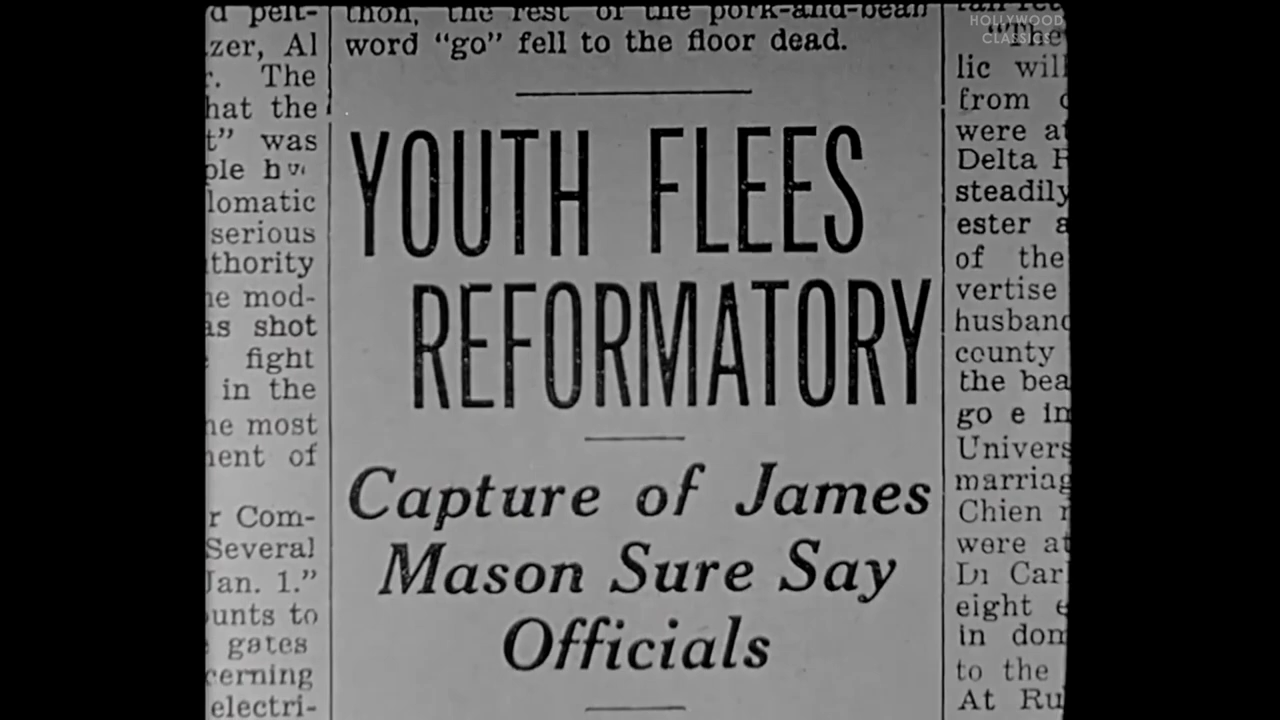 d pelt-
zer, Al
r. The
hat the
t" was
ple h
lomatic
serious
thority
e mod-
as shot
fight
in the
e most
ent of
r Com-
Several
Jan. 1."
unts to
gates
cerning
electri-
thon, the rest of the pork-and-bean
word "go" fell to the floor dead.
YOUTH FLEES
REFORMATORY
Capture of James
Mason Sure Say
Officials
HOLLYWOOD
CLASSICS
The
lic will
from
were at
Delta
steadily
ester a
of the
vertise
husband
county
the bea
go e in
Univers
marriag
Chien
were at
Di Car
eight
in dom
to the
At Ru